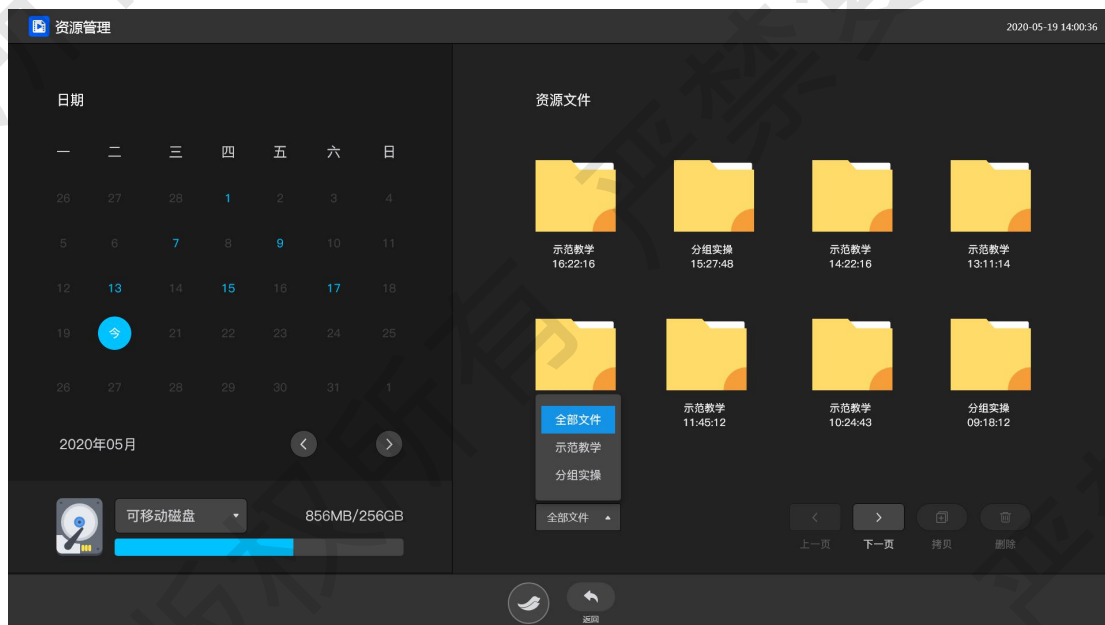 资源管理
2020-05-19 14:00:36
日期
一 二 三 四 五 六 日
26 27 28 1 2 3 4
5 6 7 8 9 10 11
12 13 14 15 16 17 18
19 今 21 22 23 24 25
26 27 28 29 30 31 1
2020年05月
可移动磁盘
856MB/256GB
资源文件
示范教学 分组实操 示范教学 示范教学
16:22:16 15:27:48 14:22:16 13:11:14
示范教学 示范教学 分组实操
11:45:12 10:24:43 09:18:12
全部文件
示范教学
分组实操
全部文件
上一页 下一页 拷贝 删除
返回
版权所有 严禁